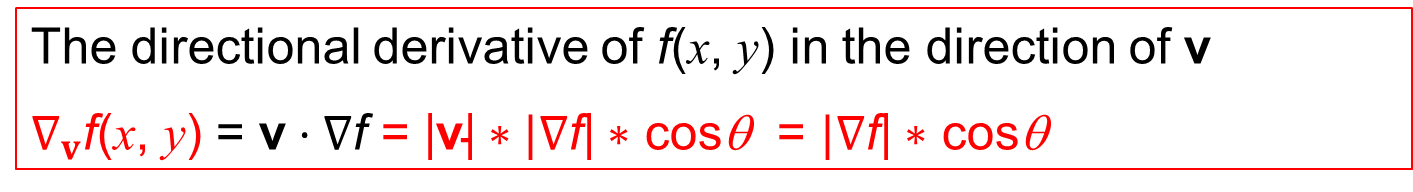 The directional derivative of f(x, y) in the direction of v
∇ᵥf(x, y) = v · ∇f = |v| * |∇f| * cosθ = |∇f| * cosθ